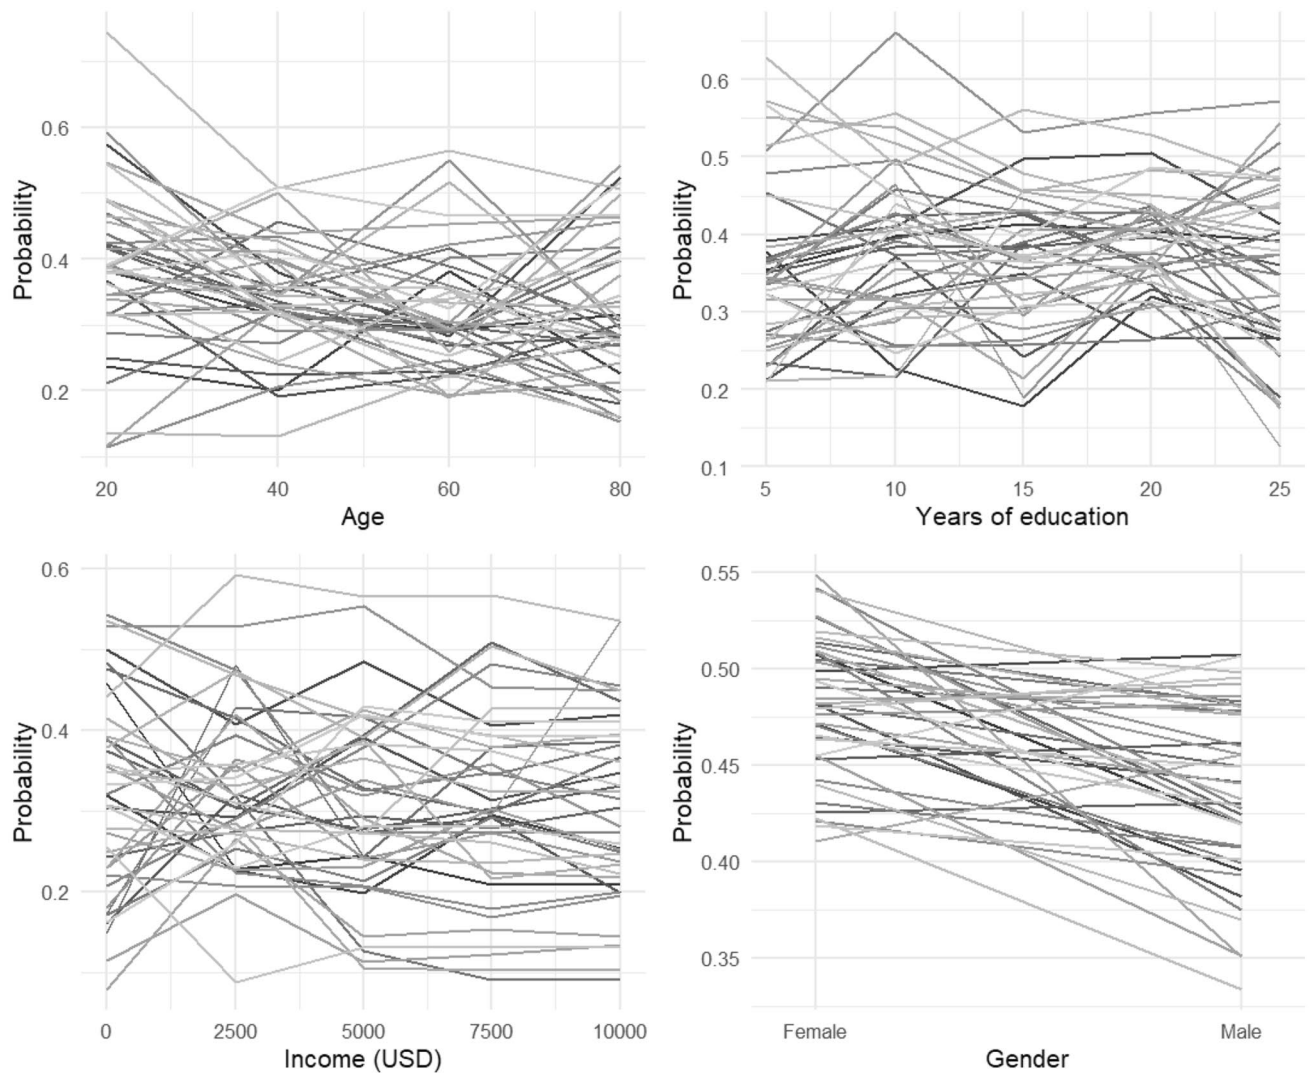 Probability
0.6
0.4
0.2
20 40 60 80
Age
Probability
0.6
0.5
0.4
0.3
0.2
0.1
5 10 15 20 25
Years of education
Probability
0.6
0.4
0.2
0 2500 5000 7500 10000
Income (USD)
Probability
0.55
0.50
0.45
0.40
0.35
Female Male
Gender